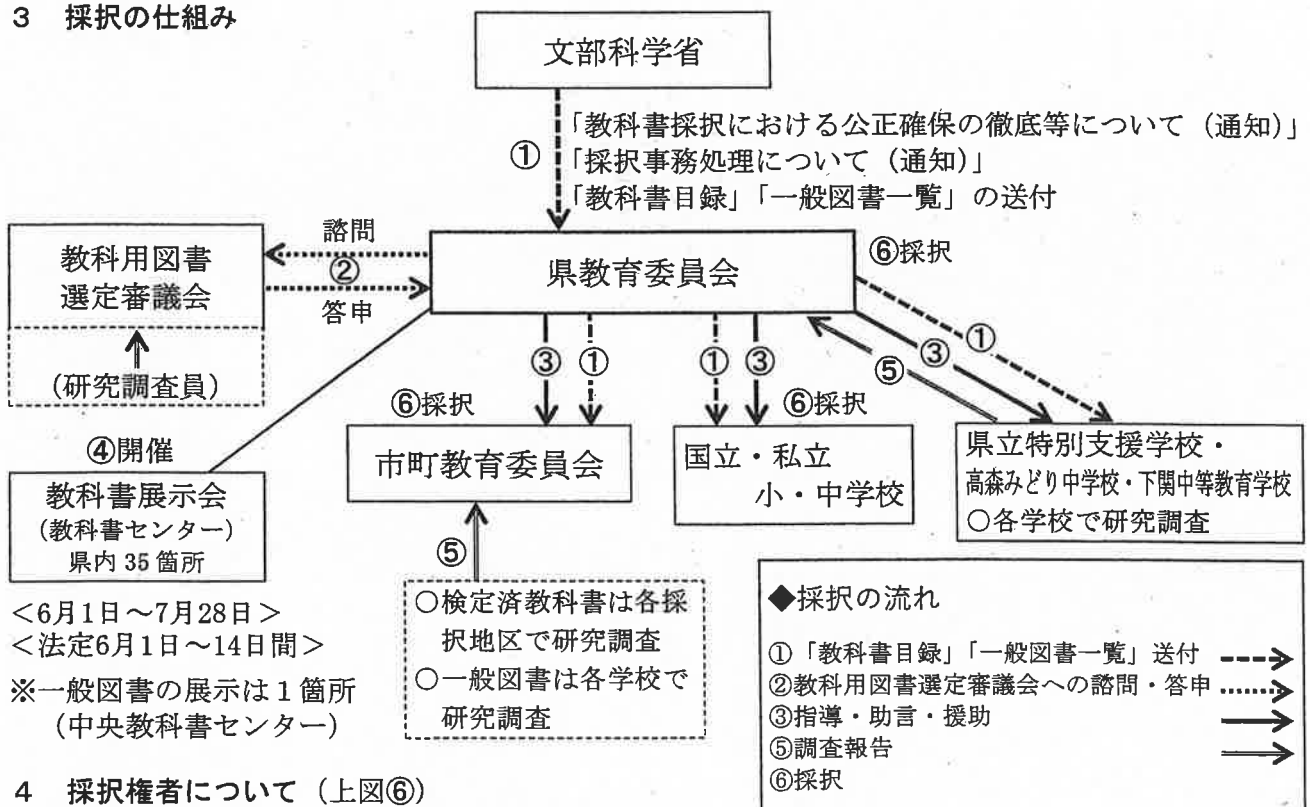 3 採択の仕組み
文部科学省
①
「教科書採択における公正確保の徹底等について（通知）」
「採択事務処理について（通知）」
「教科書目録」「一般図書一覧」の送付
教科用図書
選定審議会
(研究調査員)
諮問
②
答申
県教育委員会
⑥採択
③
①
①
③
①
③
⑤
④開催
教科書展示会
(教科書センター)
県内 35 箇所
<6月1日～7月28日>
<法定6月1日～14日間>
※一般図書の展示は1箇所
(中央教科書センター)
⑥採択
市町教育委員会
⑤
○検定済教科書は各採
択地区で研究調査
○一般図書は各学校で
研究調査
⑥採択
国立・私立
小・中学校
県立特別支援学校・
高森みどり中学校・下関中等教育学校
○各学校で研究調査
◆採択の流れ
①「教科書目録」「一般図書一覧」送付
②教科用図書選定審議会への諮問・答申
③指導・助言・援助
⑤調査報告
⑥採択
4 採択権者について（上図⑥）